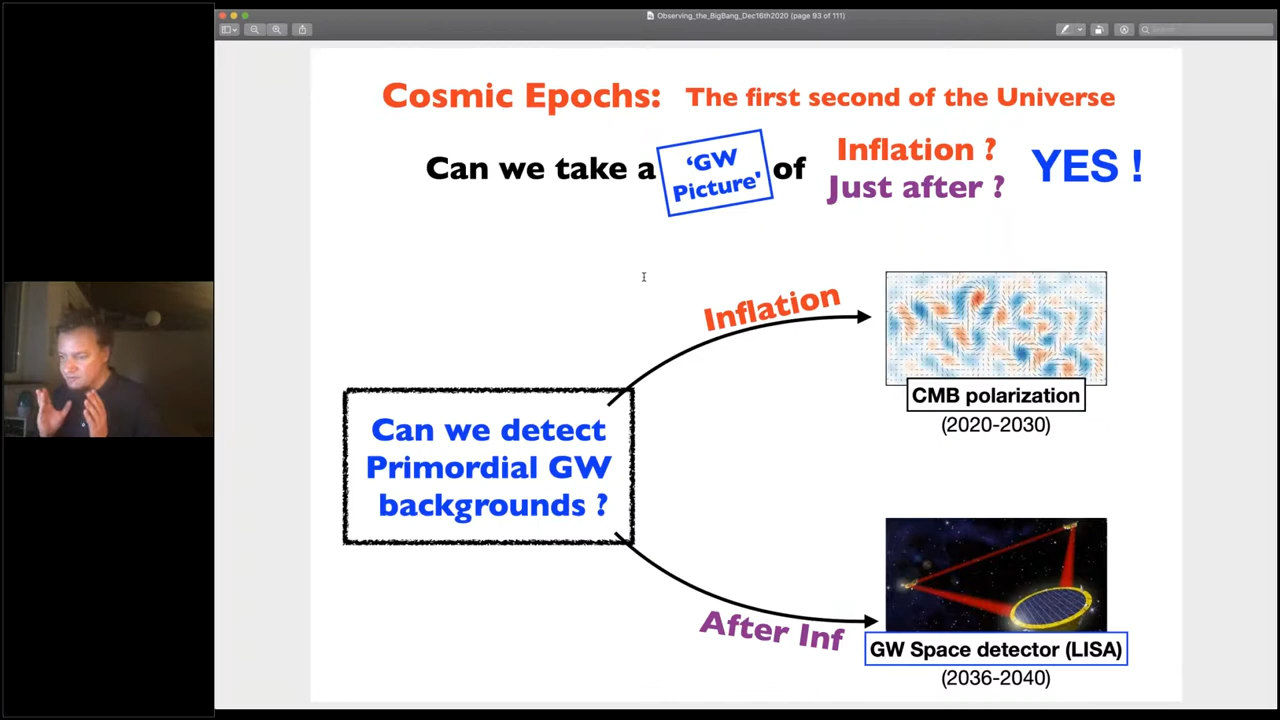 Observing_the_BigBang_Dec16th2020 (page 93 of 111)
Search
Cosmic Epochs: The first second of the Universe
Can we take a 'GW Picture' of Inflation ? YES !
Just after ?
Inflation
CMB polarization
(2020-2030)
Can we detect
Primordial GW
backgrounds ?
After Inf
GW Space detector (LISA)
(2036-2040)